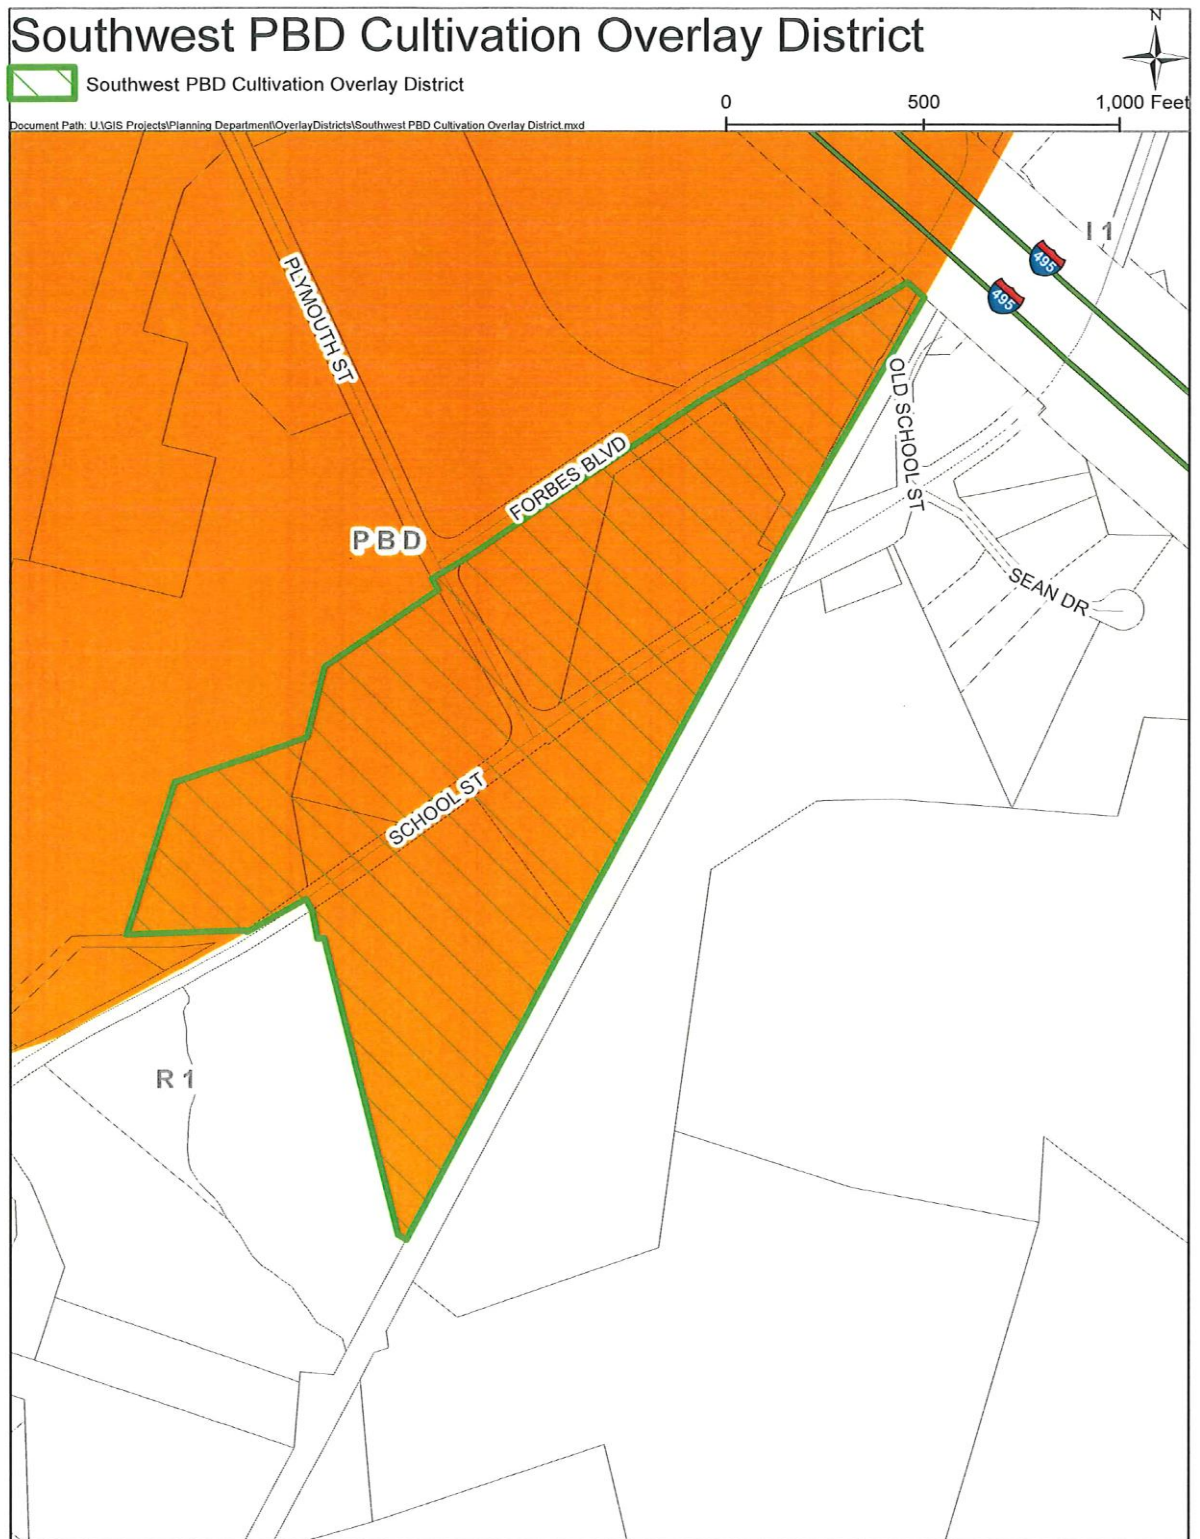 Southwest PBD Cultivation Overlay District
N
Southwest PBD Cultivation Overlay District
0 500 1,000 Feet
Document Path: U:\GIS Projects\Planning Department\OverlayDistricts\Southwest PBD Cultivation Overlay District.mxd
I 1
495
495
PLYMOUTH ST
OLD SCHOOL ST
FORBES BLVD
PBD
SEAN DR
SCHOOL ST
R 1